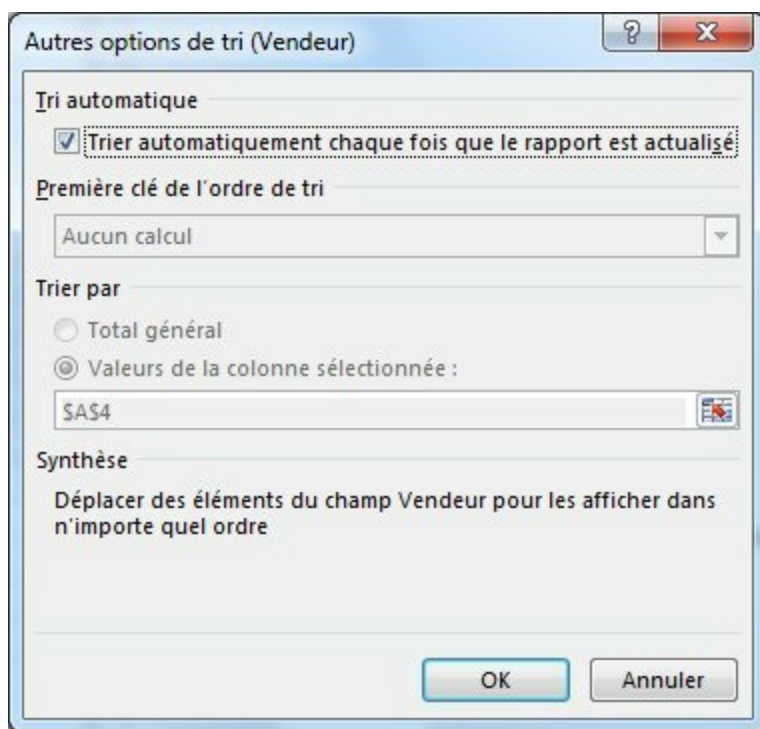 Autres options de tri (Vendeur)
Tri automatique
Trier automatiquement chaque fois que le rapport est actualisé
Première clé de l'ordre de tri
Aucun calcul
Trier par
Total général
Valeurs de la colonne sélectionnée :
$A$4
Synthèse
Déplacer des éléments du champ Vendeur pour les afficher dans
n'importe quel ordre
OK
Annuler